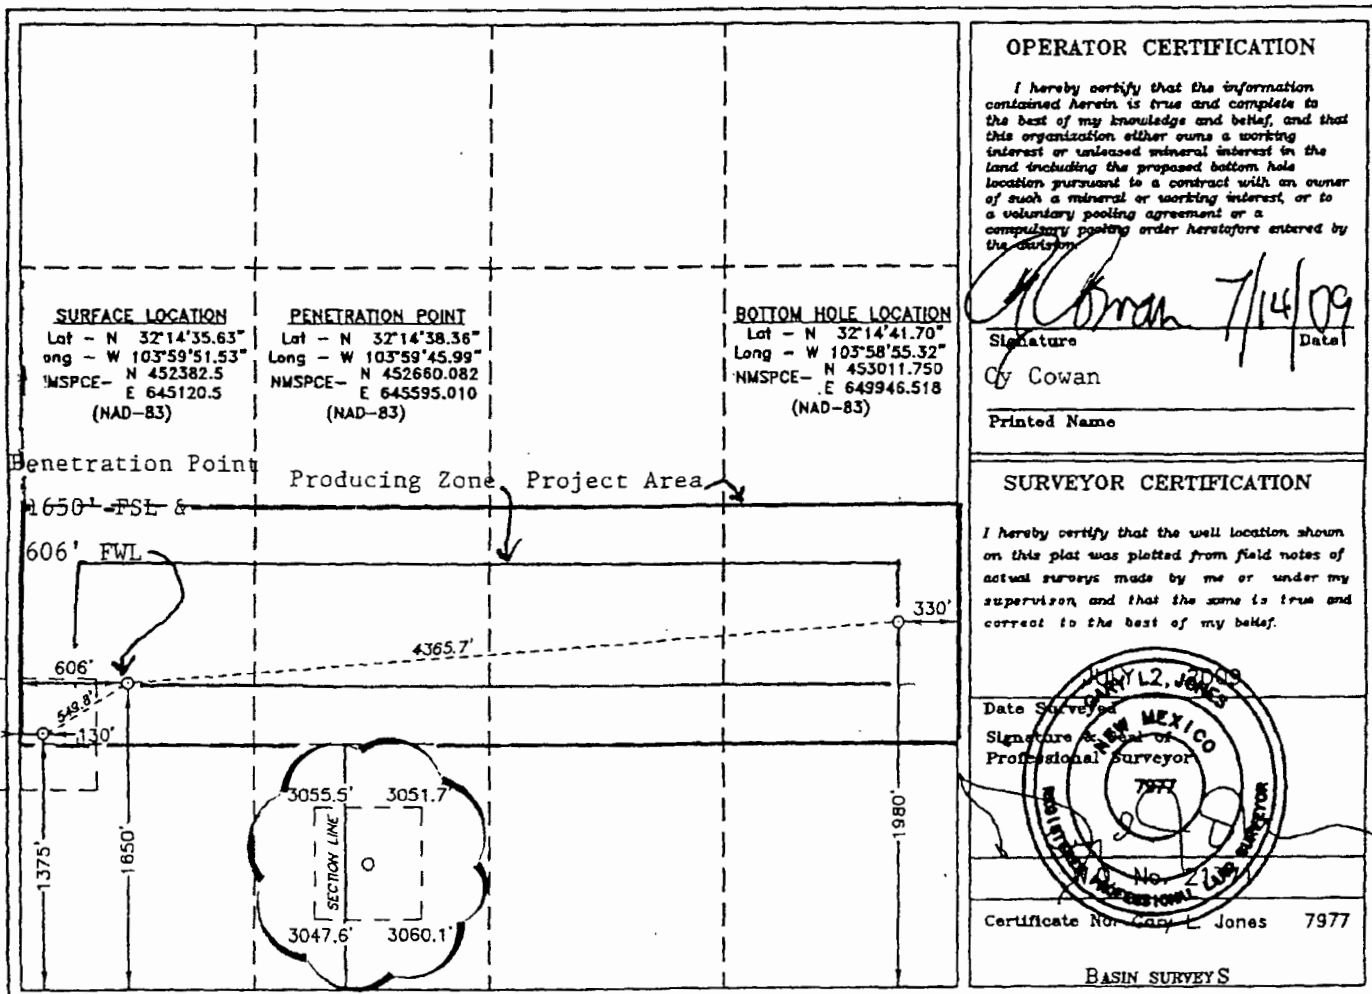 SURFACE LOCATION
Lat - N 32°14'35.63"
ong - W 103°59'51.53"
NMSPCE- N 452382.5
E 645120.5
(NAD-83)
PENETRATION POINT
Lat - N 32°14'38.36"
Long - W 103°59'45.99"
NMSPCE- N 452660.082
E 645595.010
(NAD-83)
BOTTOM HOLE LOCATION
Lat - N 32°14'41.70"
Long - W 103°58'55.32"
NMSPCE- N 453011.750
E 649946.518
(NAD-83)
Penetration Point
1650' FSL &
606' FWL
Producing Zone
Project Area
330'
4365.7'
606'
549.8'
130'
3055.5' 3051.7'
SECTION LINE
3047.6' 3060.1'
1375'
1650'
1980'
OPERATOR CERTIFICATION
I hereby certify that the information
contained herein is true and complete to
the best of my knowledge and belief, and that
this organization either owns a working
interest or unleased mineral interest in the
land including the proposed bottom hole
location pursuant to a contract with an owner
of such a mineral or working interest, or to
a voluntary pooling agreement or a
compulsory pooling order heretofore entered by
the division.
Cy Cowan 7/14/09
Signature Date
Cy Cowan
Printed Name
SURVEYOR CERTIFICATION
I hereby certify that the well location shown
on this plat was plotted from field notes of
actual surveys made by me or under my
supervison, and that the same is true and
correct to the best of my belief.
JULY 12, 2009
Date Surveyed
Signature & Seal of
Professional Surveyor
GARY L. JONES
NEW MEXICO
7977
REGISTERED PROFESSIONAL LAND SURVEYOR
Certificate No. Gary L. Jones 7977
BASIN SURVEYS